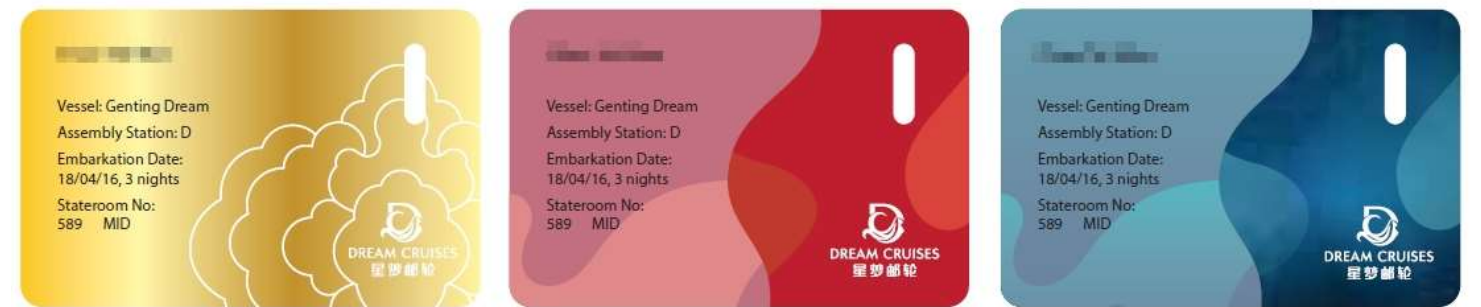 Vessel: Genting Dream
Assembly Station: D
Embarkation Date:
18/04/16, 3 nights
Stateroom No:
589 MID
DREAM CRUISES
星梦邮轮
Vessel: Genting Dream
Assembly Station: D
Embarkation Date:
18/04/16, 3 nights
Stateroom No:
589 MID
DREAM CRUISES
星梦邮轮
Vessel: Genting Dream
Assembly Station: D
Embarkation Date:
18/04/16, 3 nights
Stateroom No:
589 MID
DREAM CRUISES
星梦邮轮